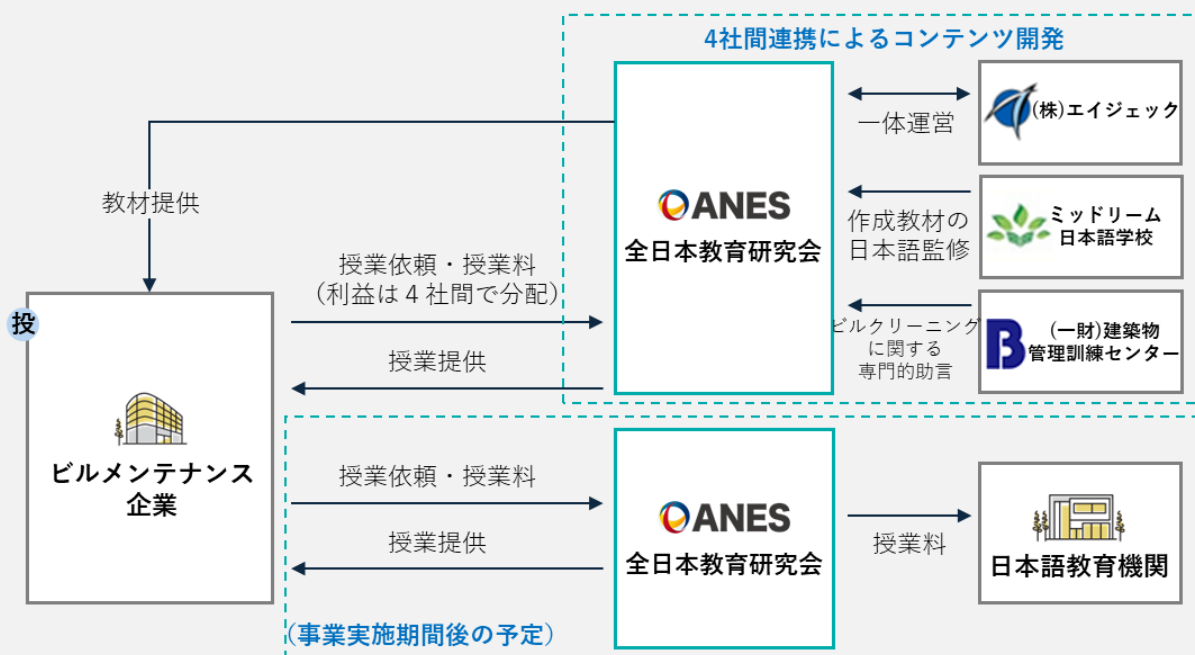 4社間連携によるコンテンツ開発
教材提供
授業依頼・授業料
(利益は4社間で分配)
授業提供
投
ビルメンテナンス
企業
ANES
全日本教育研究会
一体運営
(株)エイジェック
作成教材の
日本語監修
ミッドリーム
日本語学校
ビルクリーニング
に関する
専門的助言
B
(一財)建築物
管理訓練センター
授業依頼・授業料
授業提供
ANES
全日本教育研究会
授業料
日本語教育機関
(事業実施期間後の予定)